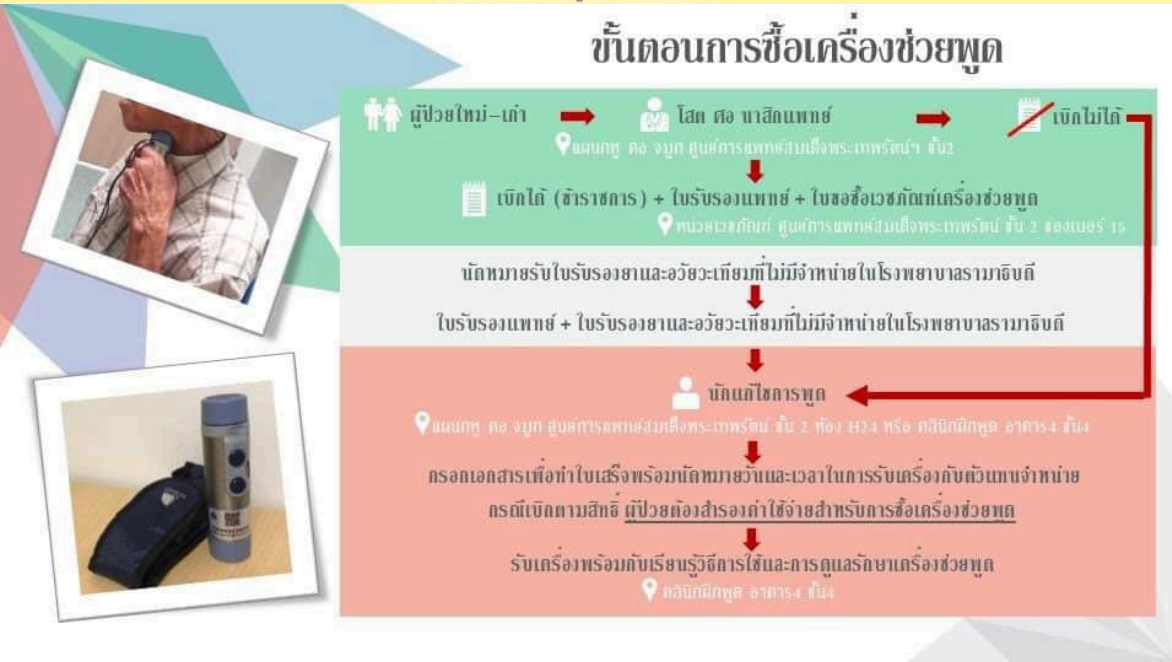 ขั้นตอนการซื้อเครื่องช่วยพูด
ผู้ป่วยใหม่-เก่า
โสต ศอ นาสิกแพทย์
เบิกไม่ได้
แผนกหู คอ จมูก ศูนย์การแพทย์สมเด็จพระเทพรัตน์ฯ ชั้น2
เบิกได้ (ข้าราชการ) + ใบรับรองแพทย์ + ใบขอซื้อเวชภัณฑ์เครื่องช่วยพูด
หน่วยเวชภัณฑ์ ศูนย์การแพทย์สมเด็จพระเทพรัตน์ ชั้น 2 ช่องเบอร์ 15
นัดหมายรับใบรับรองยาและอวัยวะเทียมที่ไม่มีจำหน่ายในโรงพยาบาลรามาธิบดี
ใบรับรองแพทย์ + ใบรับรองยาและอวัยวะเทียมที่ไม่มีจำหน่ายในโรงพยาบาลรามาธิบดี
นักแก้ไขการพูด
แผนกหู คอ จมูก ศูนย์การแพทย์สมเด็จพระเทพรัตน์ ชั้น 2 ห้อง H24 หรือ คลินิกฝึกพูด อาคาร4 ชั้น4
กรอกเอกสารเพื่อทำใบเสร็จพร้อมนัดหมายวันและเวลาในการรับเครื่องกับตัวแทนจำหน่าย
กรณีเบิกตามสิทธิ์ ผู้ป่วยต้องสำรองค่าใช้จ่ายสำหรับการซื้อเครื่องช่วยพูด
รับเครื่องพร้อมกับเรียนรู้วิธีการใช้และการดูแลรักษาเครื่องช่วยพูด
คลินิกฝึกพูด อาคาร4 ชั้น4